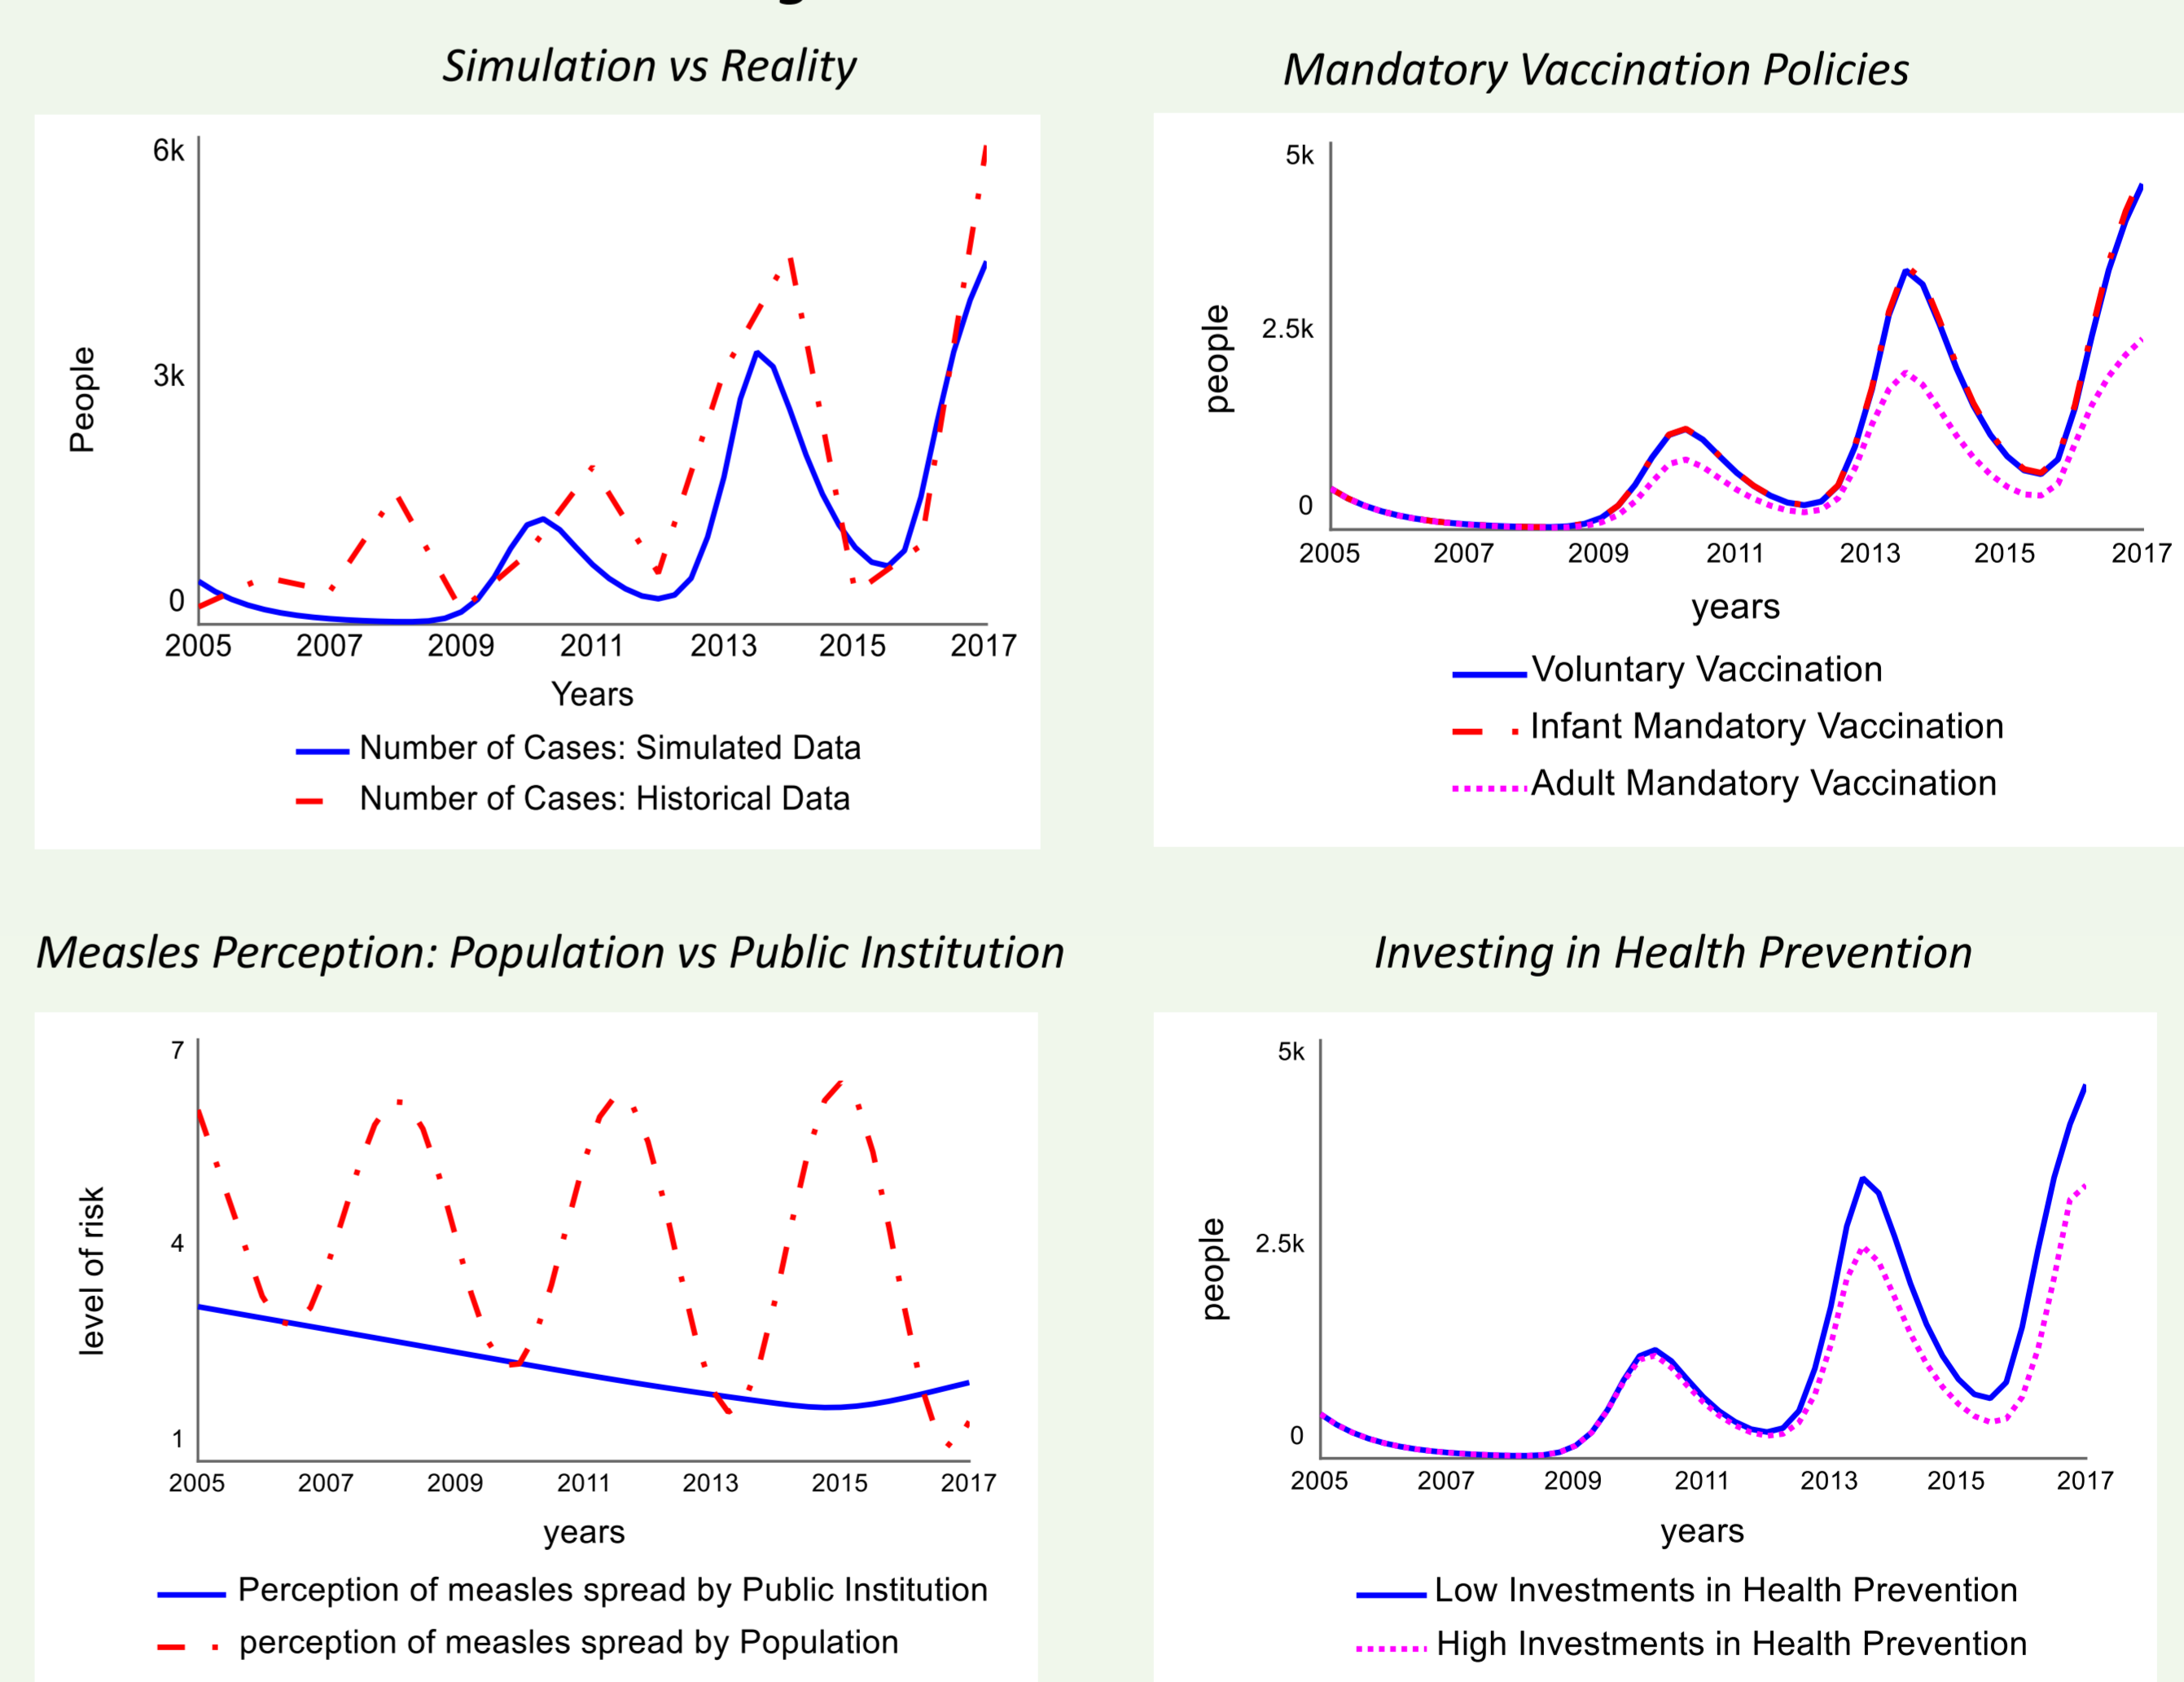 Simulation vs Reality
6k
3k
0
People
2005 2007 2009 2011 2013 2015 2017
Years
Number of Cases: Simulated Data
Number of Cases: Historical Data
Mandatory Vaccination Policies
5k
2.5k
0
people
2005 2007 2009 2011 2013 2015 2017
years
Voluntary Vaccination
Infant Mandatory Vaccination
Adult Mandatory Vaccination
Measles Perception: Population vs Public Institution
7
4
1
level of risk
2005 2007 2009 2011 2013 2015 2017
years
Perception of measles spread by Public Institution
perception of measles spread by Population
Investing in Health Prevention
5k
2.5k
0
people
2005 2007 2009 2011 2013 2015 2017
years
Low Investments in Health Prevention
High Investments in Health Prevention